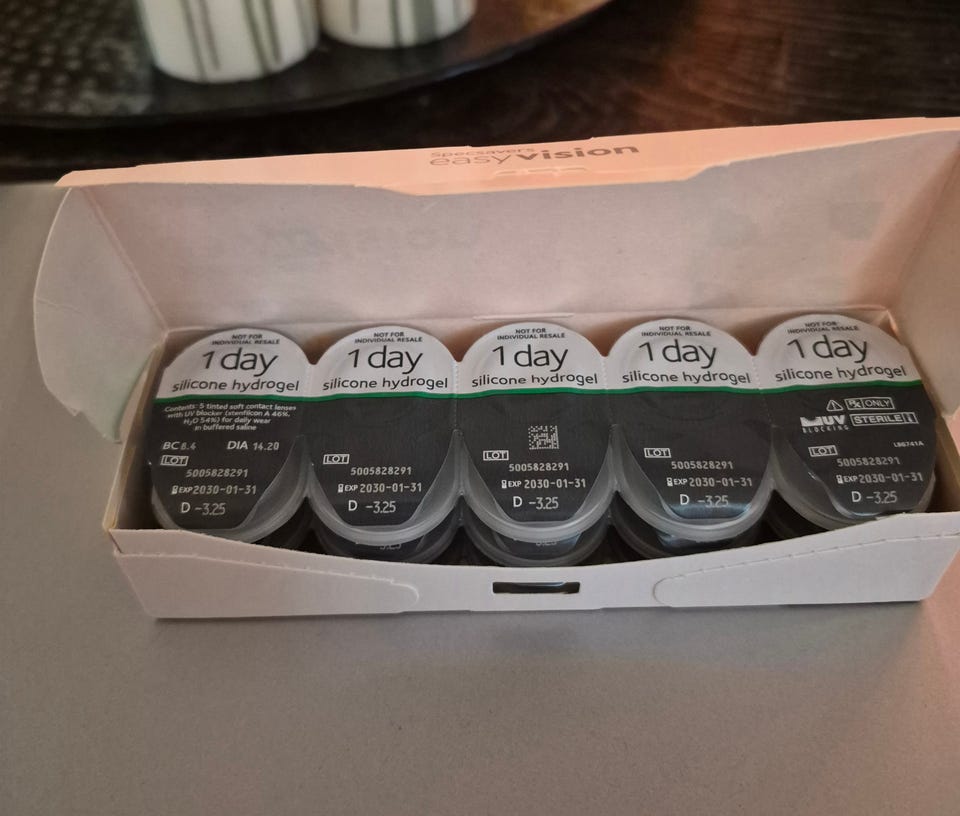 Specsavers
easyvision
NOT FOR
INDIVIDUAL RESALE
1 day
silicone hydrogel
Contents: 5 tinted soft contact lenses
with UV blocker (stenfilcon A 46%,
H₂O 54%) for daily wear
in buffered saline
BC 8.4 DIA 14.20
LOT
5005828291
EXP 2030-01-31
D -3.25
NOT FOR
INDIVIDUAL RESALE
1 day
silicone hydrogel
LOT
5005828291
EXP 2030-01-31
D -3.25
NOT FOR
INDIVIDUAL RESALE
1 day
silicone hydrogel
LOT
5005828291
EXP 2030-01-31
D -3.25
NOT FOR
INDIVIDUAL RESALE
1 day
silicone hydrogel
LOT
5005828291
EXP 2030-01-31
D -3.25
NOT FOR
INDIVIDUAL RESALE
1 day
silicone hydrogel
Rx ONLY
UV
BLOCKING
STERILE
LB6741A
LOT
5005828291
EXP 2030-01-31
D -3.25